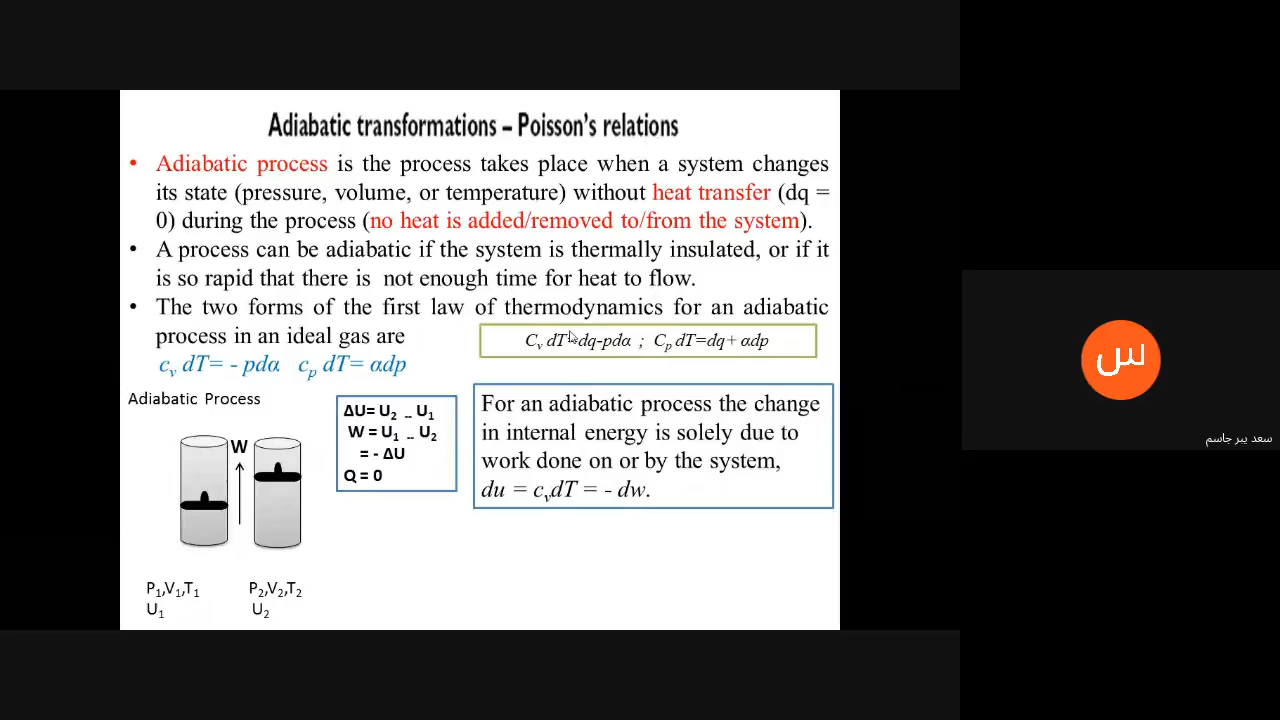 Adiabatic transformations – Poisson's relations
• Adiabatic process is the process takes place when a system changes
its state (pressure, volume, or temperature) without heat transfer (dq =
0) during the process (no heat is added/removed to/from the system).
• A process can be adiabatic if the system is thermally insulated, or if it
is so rapid that there is not enough time for heat to flow.
• The two forms of the first law of thermodynamics for an adiabatic
process in an ideal gas are
Cᵥ dT=dq-pdα ; Cₚ dT=dq+ αdp
cᵥ dT= - pdα cₚ dT= αdp
Adiabatic Process
W
ΔU= U₂ -- U₁
W = U₁ -- U₂
= - ΔU
Q = 0
For an adiabatic process the change
in internal energy is solely due to
work done on or by the system,
du = cᵥdT = - dw.
P₁,V₁,T₁ P₂,V₂,T₂
U₁ U₂
س
سعد يبر جاسم